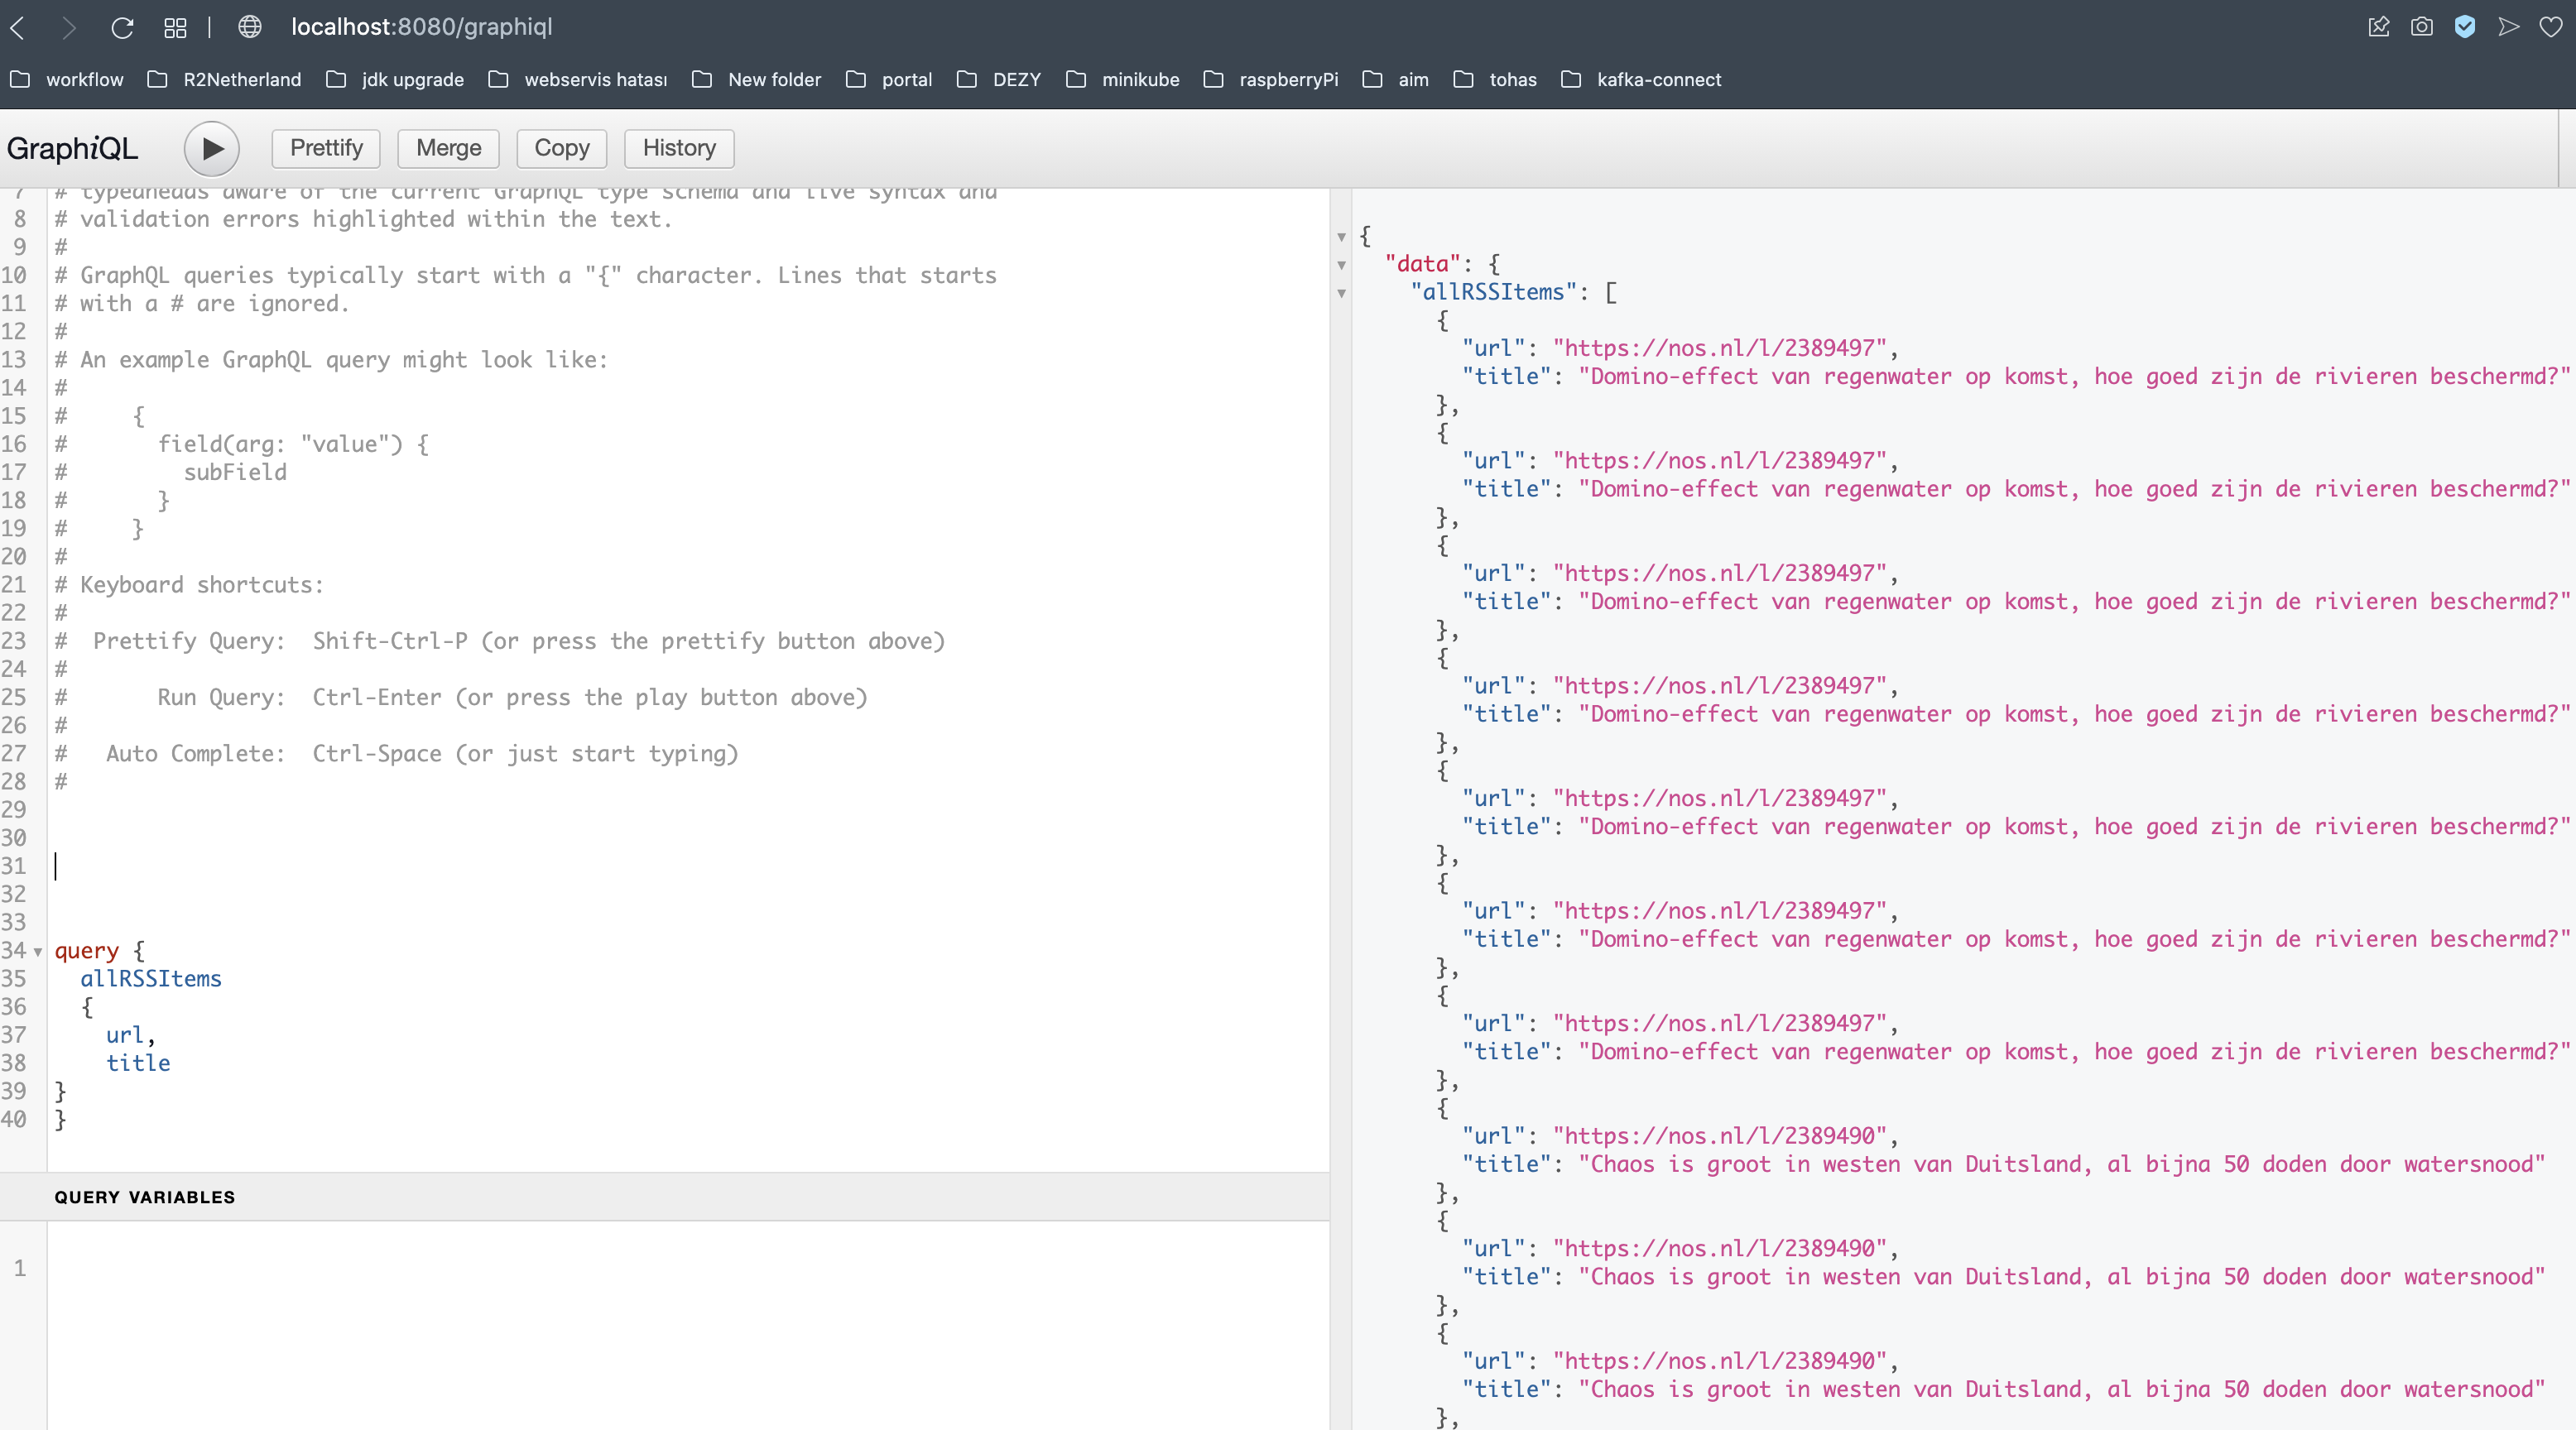 localhost:8080/graphiql
workflow R2Netherland jdk upgrade webservis hatası New folder portal DEZY minikube raspberryPi aim tohas kafka-connect
GraphiQL Prettify Merge Copy History
7 # typeaheads aware of the current GraphQL type schema and live syntax and
8 # validation errors highlighted within the text.
9 #
10 # GraphQL queries typically start with a "{" character. Lines that starts
11 # with a # are ignored.
12 #
13 # An example GraphQL query might look like:
14 #
15 #     {
16 #       field(arg: "value") {
17 #         subField
18 #       }
19 #     }
20 #
21 # Keyboard shortcuts:
22 #
23 #  Prettify Query:  Shift-Ctrl-P (or press the prettify button above)
24 #
25 #       Run Query:  Ctrl-Enter (or press the play button above)
26 #
27 #   Auto Complete:  Ctrl-Space (or just start typing)
28 #
29
30
31
32
33
34 query {
35   allRSSItems
36   {
37     url,
38     title
39 }
40 }
QUERY VARIABLES
1
{
  "data": {
    "allRSSItems": [
      {
        "url": "https://nos.nl/l/2389497",
        "title": "Domino-effect van regenwater op komst, hoe goed zijn de rivieren beschermd?"
      },
      {
        "url": "https://nos.nl/l/2389497",
        "title": "Domino-effect van regenwater op komst, hoe goed zijn de rivieren beschermd?"
      },
      {
        "url": "https://nos.nl/l/2389497",
        "title": "Domino-effect van regenwater op komst, hoe goed zijn de rivieren beschermd?"
      },
      {
        "url": "https://nos.nl/l/2389497",
        "title": "Domino-effect van regenwater op komst, hoe goed zijn de rivieren beschermd?"
      },
      {
        "url": "https://nos.nl/l/2389497",
        "title": "Domino-effect van regenwater op komst, hoe goed zijn de rivieren beschermd?"
      },
      {
        "url": "https://nos.nl/l/2389497",
        "title": "Domino-effect van regenwater op komst, hoe goed zijn de rivieren beschermd?"
      },
      {
        "url": "https://nos.nl/l/2389497",
        "title": "Domino-effect van regenwater op komst, hoe goed zijn de rivieren beschermd?"
      },
      {
        "url": "https://nos.nl/l/2389490",
        "title": "Chaos is groot in westen van Duitsland, al bijna 50 doden door watersnood"
      },
      {
        "url": "https://nos.nl/l/2389490",
        "title": "Chaos is groot in westen van Duitsland, al bijna 50 doden door watersnood"
      },
      {
        "url": "https://nos.nl/l/2389490",
        "title": "Chaos is groot in westen van Duitsland, al bijna 50 doden door watersnood"
      },